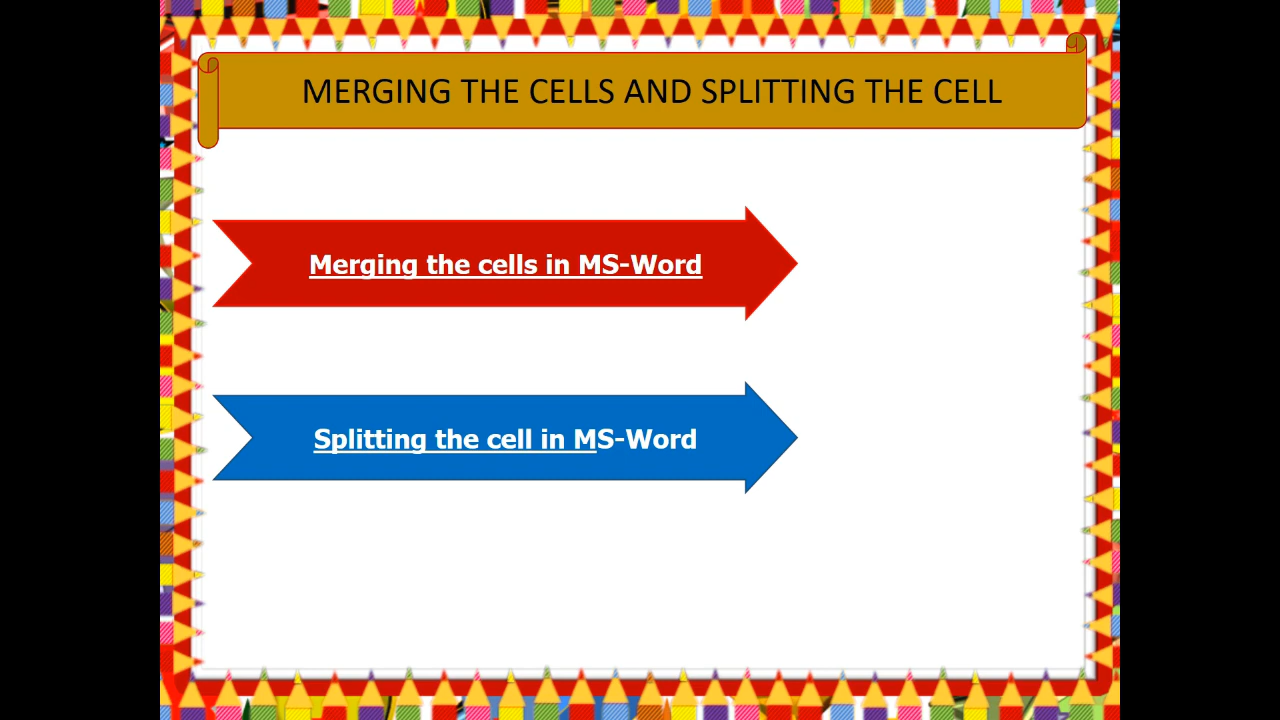 MERGING THE CELLS AND SPLITTING THE CELL
Merging the cells in MS-Word
Splitting the cell in MS-Word